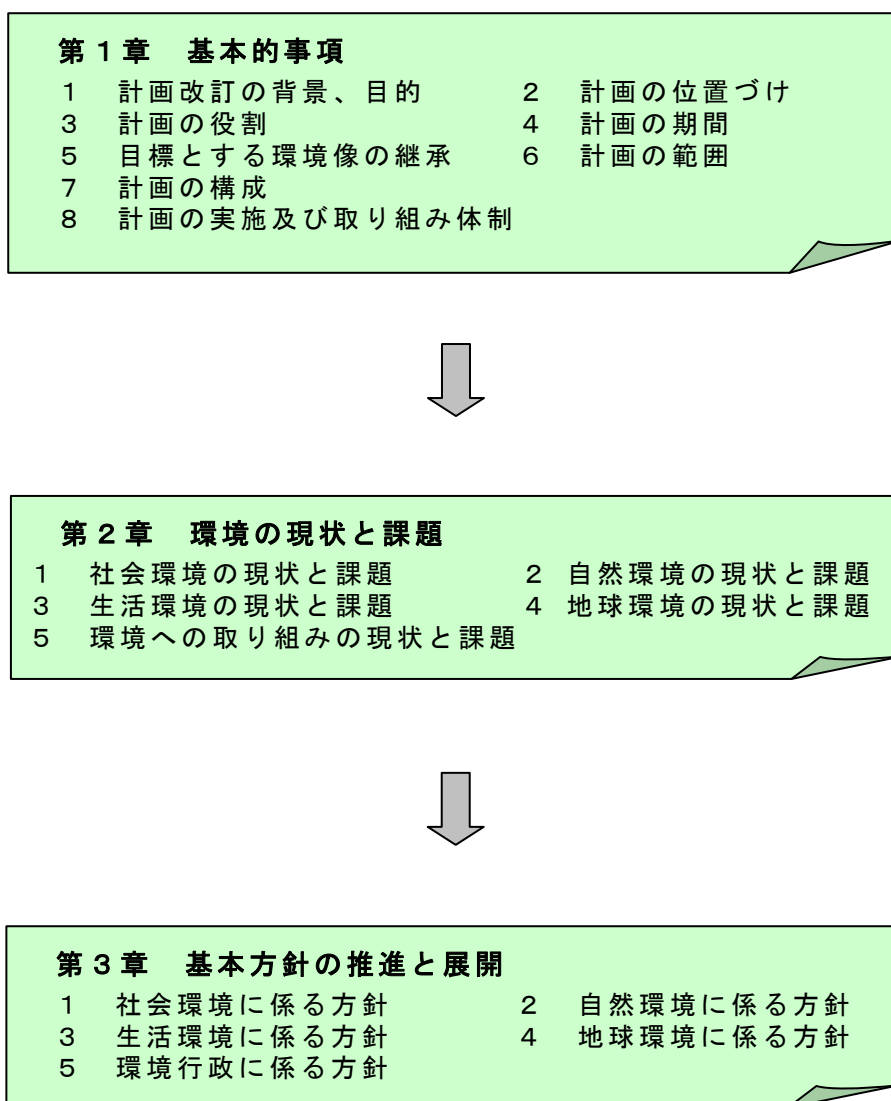 第１章　基本的事項
１　計画改訂の背景、目的　２　計画の位置づけ
３　計画の役割　４　計画の期間
５　目標とする環境像の継承　６　計画の範囲
７　計画の構成
８　計画の実施及び取り組み体制
第２章　環境の現状と課題
１　社会環境の現状と課題　２　自然環境の現状と課題
３　生活環境の現状と課題　４　地球環境の現状と課題
５　環境への取り組みの現状と課題
第３章　基本方針の推進と展開
１　社会環境に係る方針　２　自然環境に係る方針
３　生活環境に係る方針　４　地球環境に係る方針
５　環境行政に係る方針